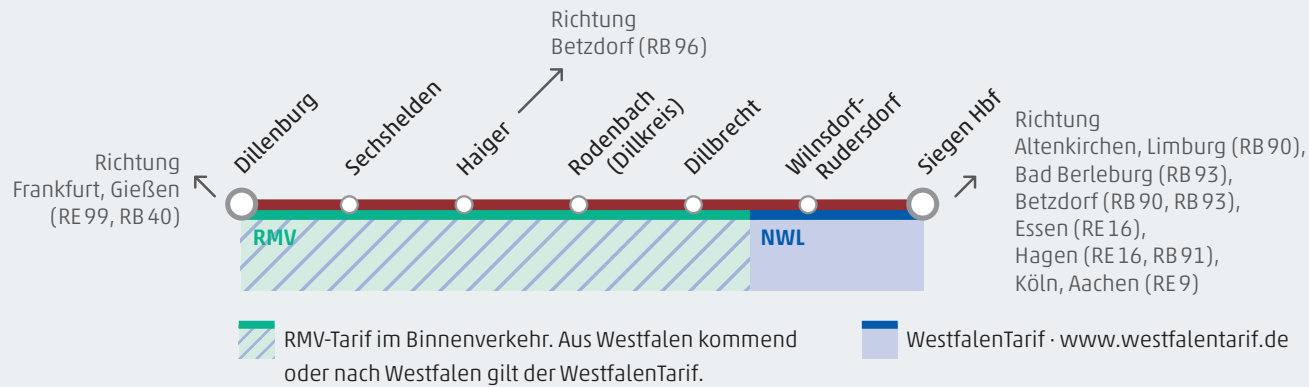 Richtung
Betzdorf (RB 96)
Richtung
Frankfurt, Gießen
(RE 99, RB 40)
Dillenburg
Sechshelden
Haiger
Rodenbach
(Dillkreis)
Dillbrecht
Wilnsdorf-
Rudersdorf
Siegen Hbf
Richtung
Altenkirchen, Limburg (RB 90),
Bad Berleburg (RB 93),
Betzdorf (RB 90, RB 93),
Essen (RE 16),
Hagen (RE 16, RB 91),
Köln, Aachen (RE 9)
RMV
NWL
RMV-Tarif im Binnenverkehr. Aus Westfalen kommend
oder nach Westfalen gilt der WestfalenTarif.
WestfalenTarif · www.westfalentarif.de